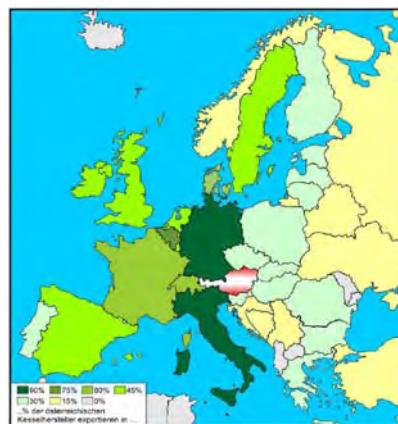 90% 75% 60% 45%
30% 15% 0%
...% der österreichischen
Kesselhersteller exportieren in ...